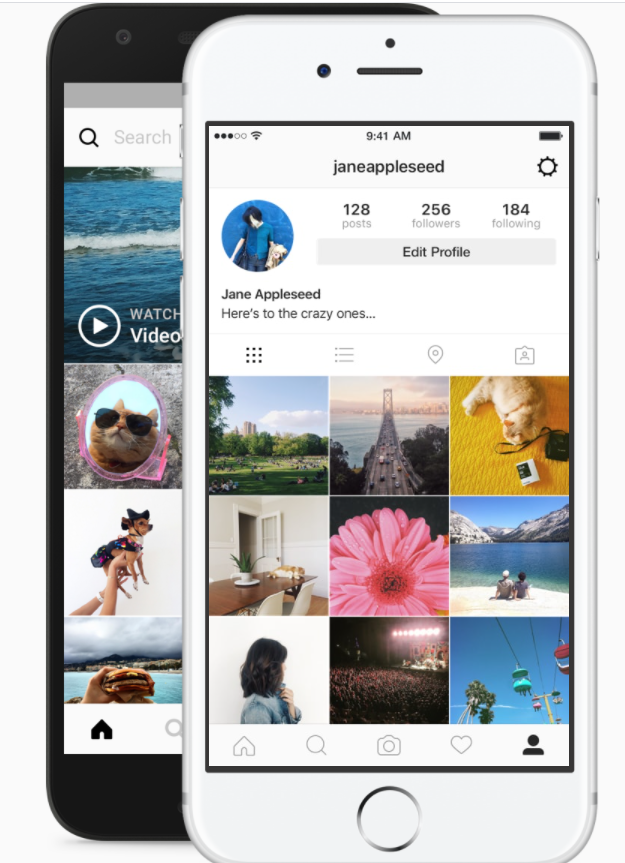 Search
WATCH
Video
9:41 AM
janeappleseed
128
256
184
posts
followers
following
Edit Profile
Jane Appleseed
Here's to the crazy ones...